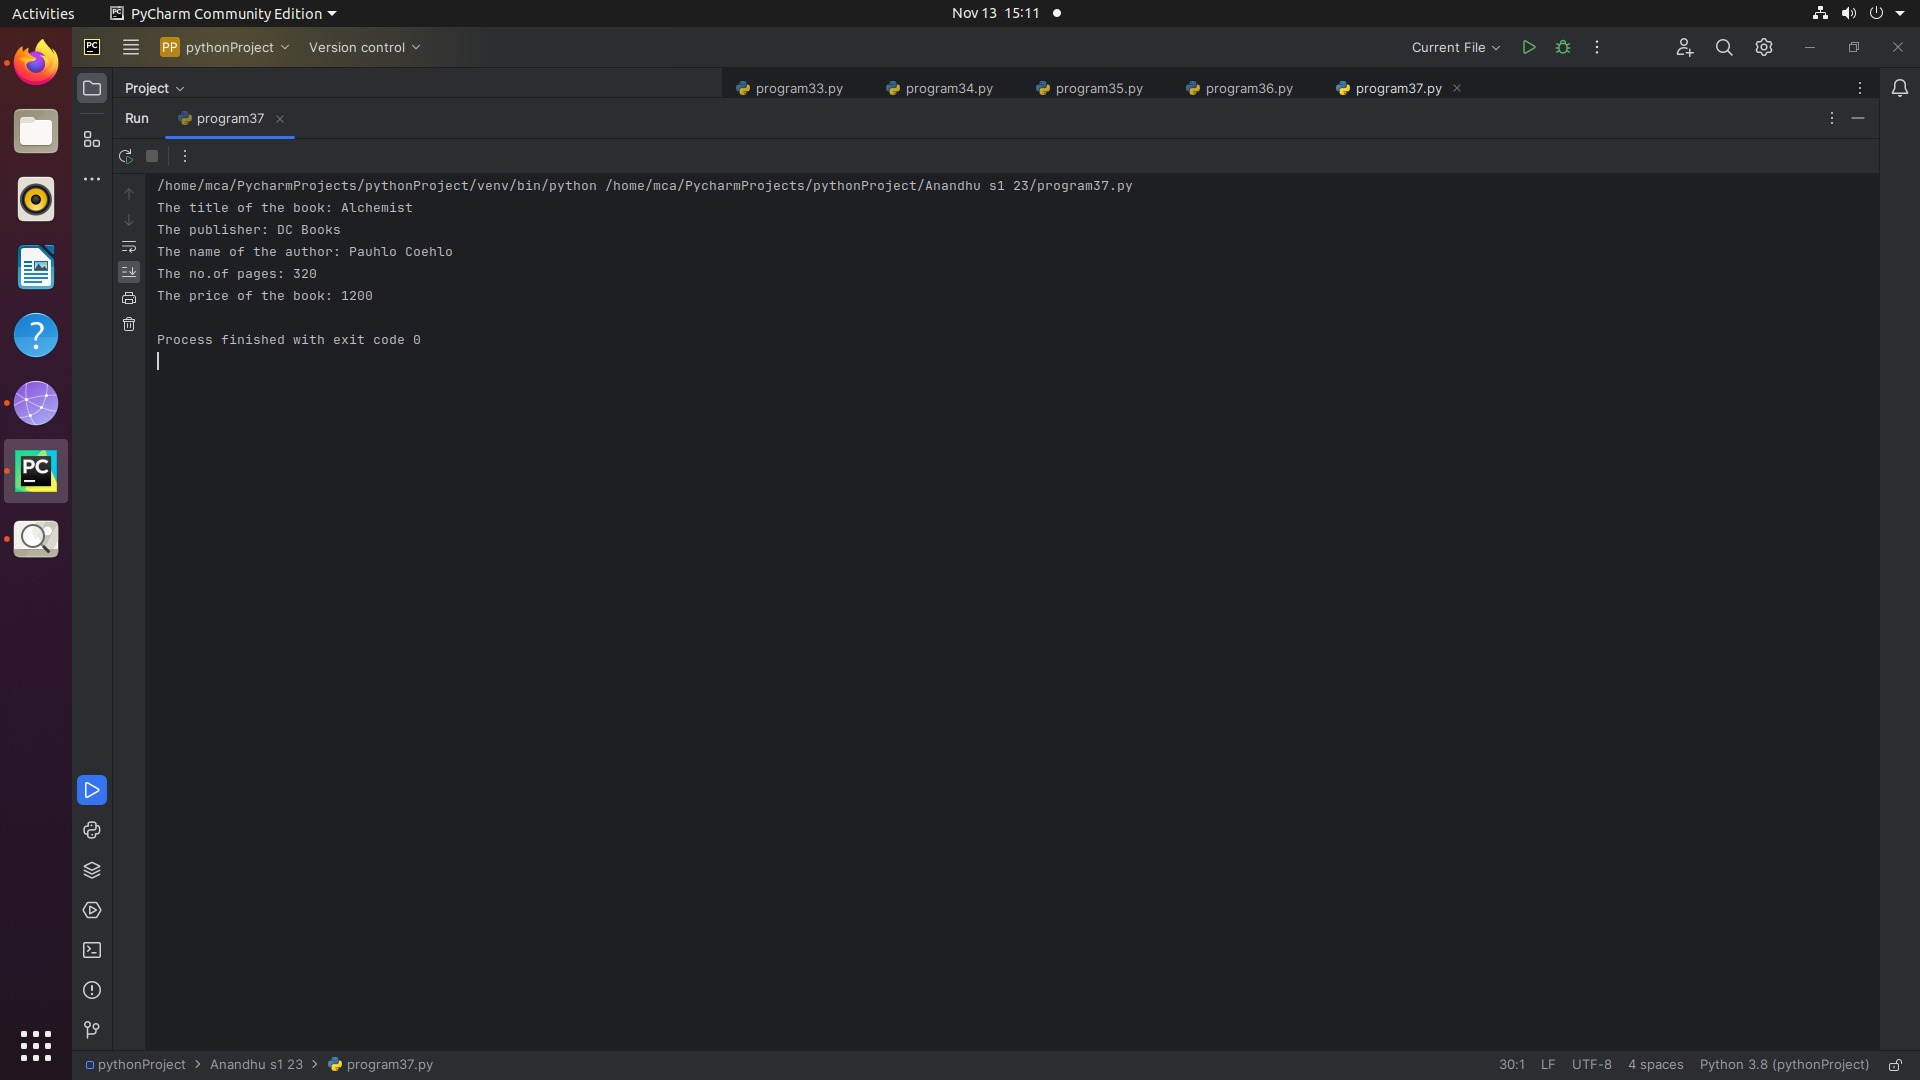 Activities PyCharm Community Edition Nov 13 15:11
PC PP pythonProject Version control Current File
Project program33.py program34.py program35.py program36.py program37.py
Run program37
/home/mca/PycharmProjects/pythonProject/venv/bin/python /home/mca/PycharmProjects/pythonProject/Anandhu s1 23/program37.py
The title of the book: Alchemist
The publisher: DC Books
The name of the author: Pauhlo Coehlo
The no.of pages: 320
The price of the book: 1200
Process finished with exit code 0
PC
pythonProject > Anandhu s1 23 > program37.py 30:1 LF UTF-8 4 spaces Python 3.8 (pythonProject)